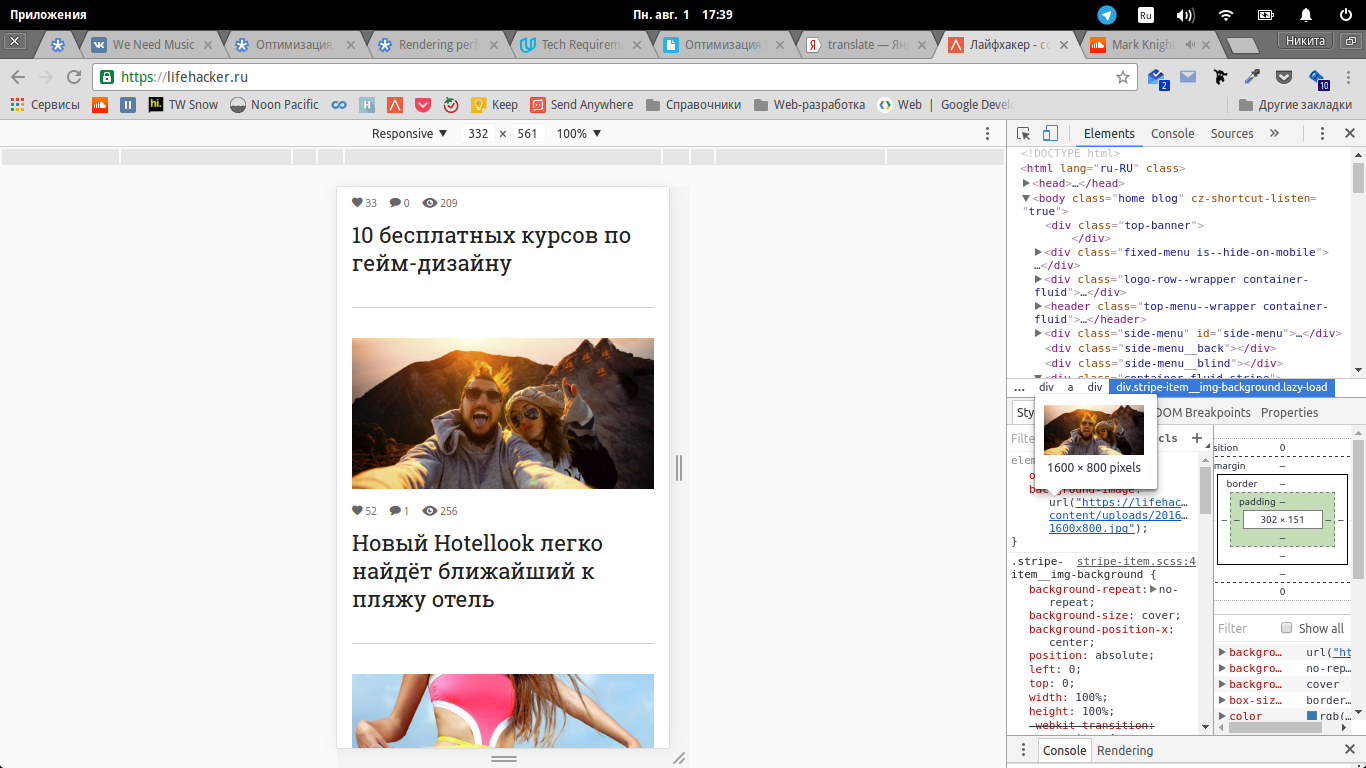 Приложения
Пн. авг. 1 17:39
Ru
We Need Music
Оптимизация
Rendering perf
Tech Requirem
Оптимизация
translate — Ян
Лайфхакер - со
Mark Knight
Никита
https://lifehacker.ru
2
10
Сервисы
hi.
TW Snow
Noon Pacific
H
Keep
Send Anywhere
Справочники
Web-разработка
Web | Google Devel
Другие закладки
Responsive ▼ 332 × 561 100% ▼
33 0 209
10 бесплатных курсов по
гейм-дизайну
52 1 256
Новый Hotellook легко
найдёт ближайший к
пляжу отель
Elements Console Sources »
<!DOCTYPE html>
<html lang="ru-RU" class>
▶<head>…</head>
▼<body class="home blog" cz-shortcut-listen=
"true">
<div class="top-banner">
</div>
▶<div class="fixed-menu is--hide-on-mobile">
…</div>
▶<div class="logo-row--wrapper container-
fluid">…</div>
▶<header class="top-menu--wrapper container-
fluid">…</header>
▶<div class="side-menu" id="side-menu">…</div>
<div class="side-menu__back"></div>
<div class="side-menu__blind"></div>
▼<div class="container-fluid stripe">
... div a div div.stripe-item__img-background.lazy-load
Sty OOM Breakpoints Properties
1600 × 800 pixels
Filte cls +
elem
background-image:
url("https://lifehac…
content/uploads/2016…
1600x800.jpg");
}
.stripe- stripe-item.scss:4
item__img-background {
background-repeat:▶no-
repeat;
background-size: cover;
background-position-x:
center;
position: absolute;
left: 0;
top: 0;
width: 100%;
height: 100%;
-webkit-transition:
sition 0
margin –
border –
padding –
– – 302 × 151 – –
–
–
–
0
Filter Show all
▶backgro… url("ht
▶backgro… no-rep…
▶backgro… cover
▶box-siz… border…
▶color rgb(
Console Rendering